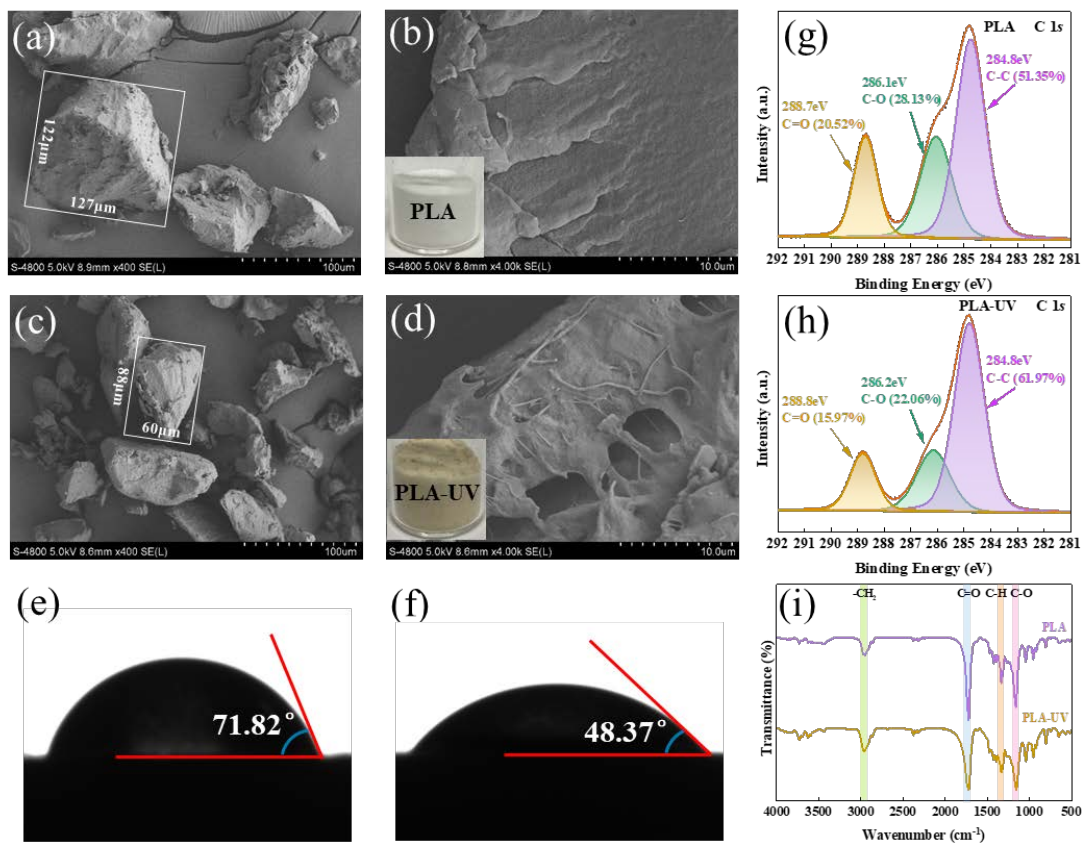 (a)
122μm
127μm
S-4800 5.0kV 8.9mm x400 SE(L)
100um
(b)
PLA
S-4800 5.0kV 8.8mm x4.00k SE(L)
10.0um
(g)
PLA C 1s
284.8eV
C-C (51.35%)
286.1eV
C-O (28.13%)
288.7eV
C=O (20.52%)
Intensity (a.u.)
292 291 290 289 288 287 286 285 284 283 282 281
Binding Energy (eV)
(c)
88μm
60μm
S-4800 5.0kV 8.6mm x400 SE(L)
100um
(d)
PLA-UV
S-4800 5.0kV 8.6mm x4.00k SE(L)
10.0um
(h)
PLA-UV C 1s
284.8eV
C-C (61.97%)
286.2eV
C-O (22.06%)
288.8eV
C=O (15.97%)
Intensity (a.u.)
292 291 290 289 288 287 286 285 284 283 282 281
Binding Energy (eV)
(e)
71.82°
(f)
48.37°
(i)
-CH₂ C=O C-H C-O
PLA
PLA-UV
Transmittance (%)
4000 3500 3000 2500 2000 1500 1000 500
Wavenumber (cm⁻¹)